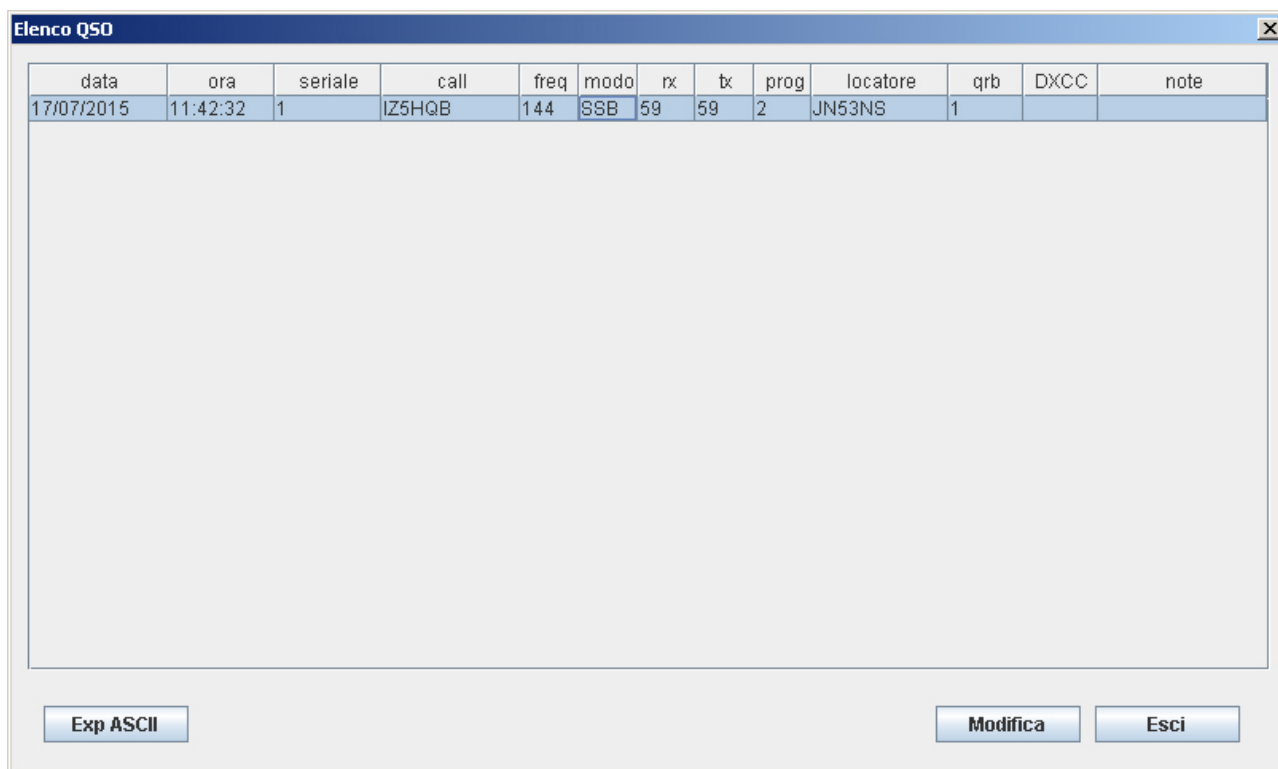 Elenco QSO
data ora seriale call freq modo rx tx prog locatore qrb DXCC note
17/07/2015 11:42:32 1 IZ5HQB 144 SSB 59 59 2 JN53NS 1
Exp ASCII Modifica Esci